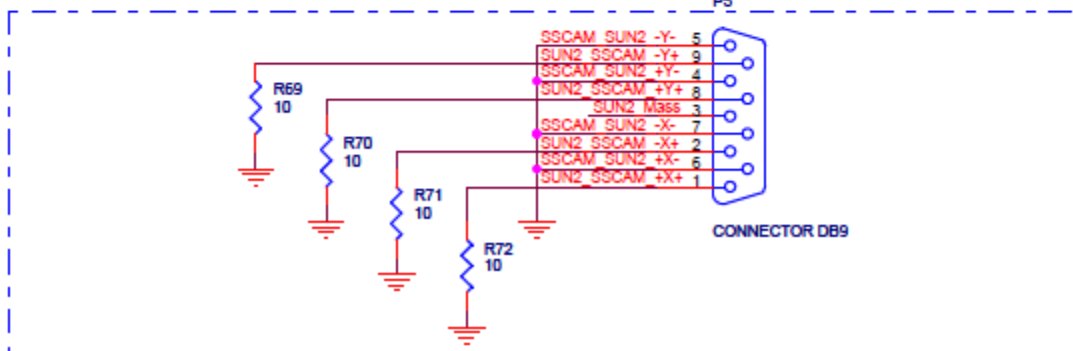 P5
SSCAM_SUN2_-Y- 5
SUN2_SSCAM_-Y+ 9
SSCAM_SUN2_+Y- 4
SUN2_SSCAM_+Y+ 8
SUN2_Mass 3
SSCAM_SUN2_-X- 7
SUN2_SSCAM_-X+ 2
SSCAM_SUN2_+X- 6
SUN2_SSCAM_+X+ 1
R69
10
R70
10
R71
10
R72
10
CONNECTOR DB9